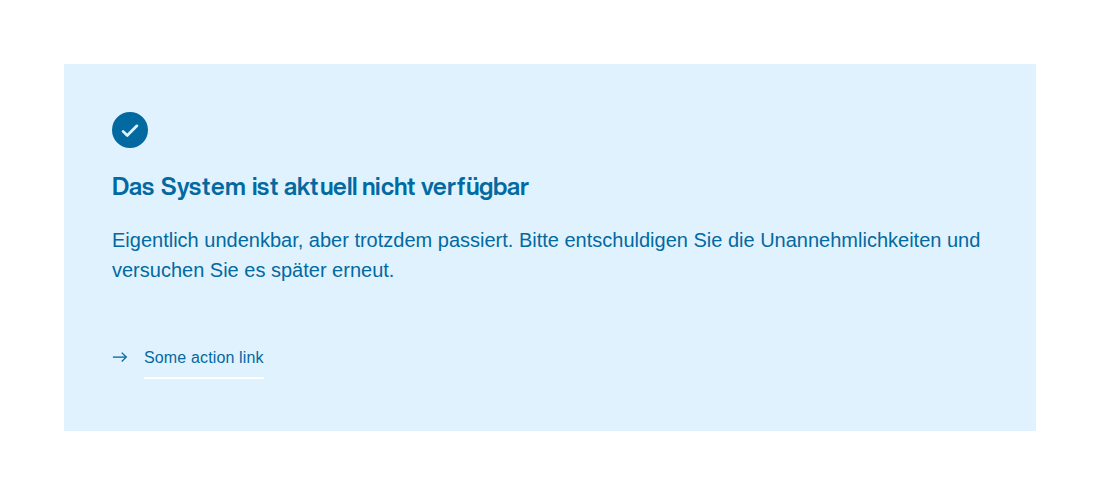 Das System ist aktuell nicht verfügbar
Eigentlich undenkbar, aber trotzdem passiert. Bitte entschuldigen Sie die Unannehmlichkeiten und
versuchen Sie es später erneut.
Some action link